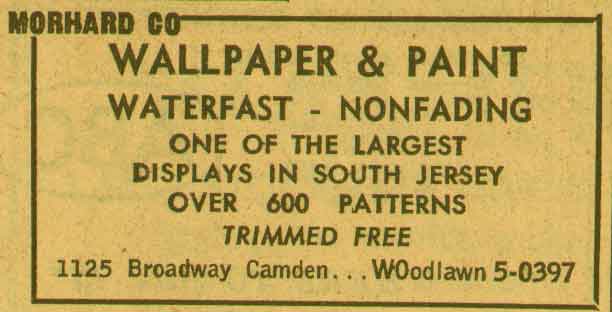 MORHARD CO
WALLPAPER & PAINT
WATERFAST - NONFADING
ONE OF THE LARGEST
DISPLAYS IN SOUTH JERSEY
OVER 600 PATTERNS
TRIMMED FREE
1125 Broadway Camden... WOodlawn 5-0397